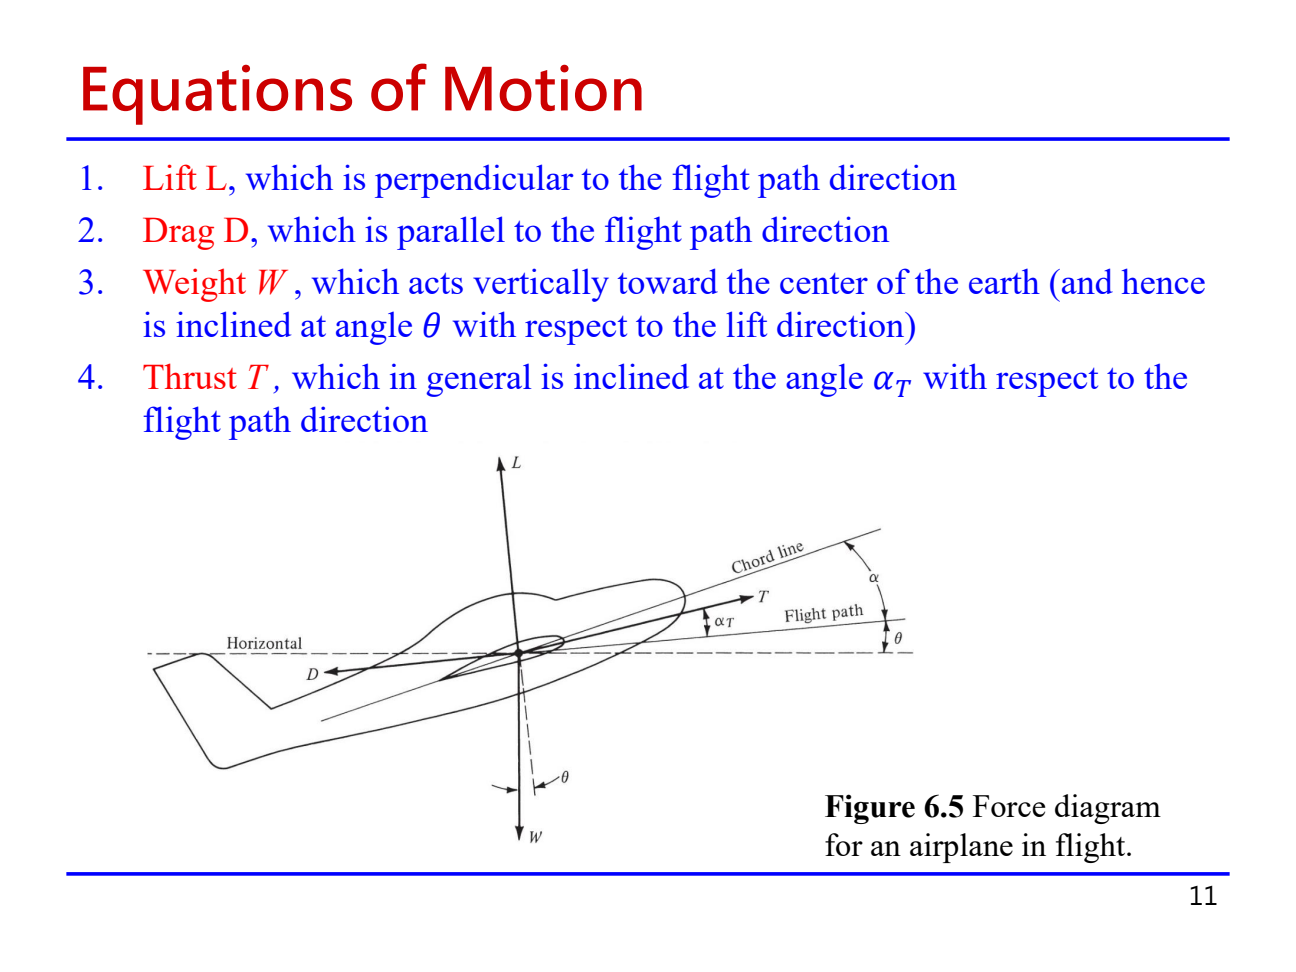 Equations of Motion
1. Lift L, which is perpendicular to the flight path direction
2. Drag D, which is parallel to the flight path direction
3. Weight W , which acts vertically toward the center of the earth (and hence
is inclined at angle θ with respect to the lift direction)
4. Thrust T , which in general is inclined at the angle α_T with respect to the
flight path direction
L
Chord line
α
T
α_T
Flight path
θ
Horizontal
D
θ
W
Figure 6.5 Force diagram
for an airplane in flight.
11